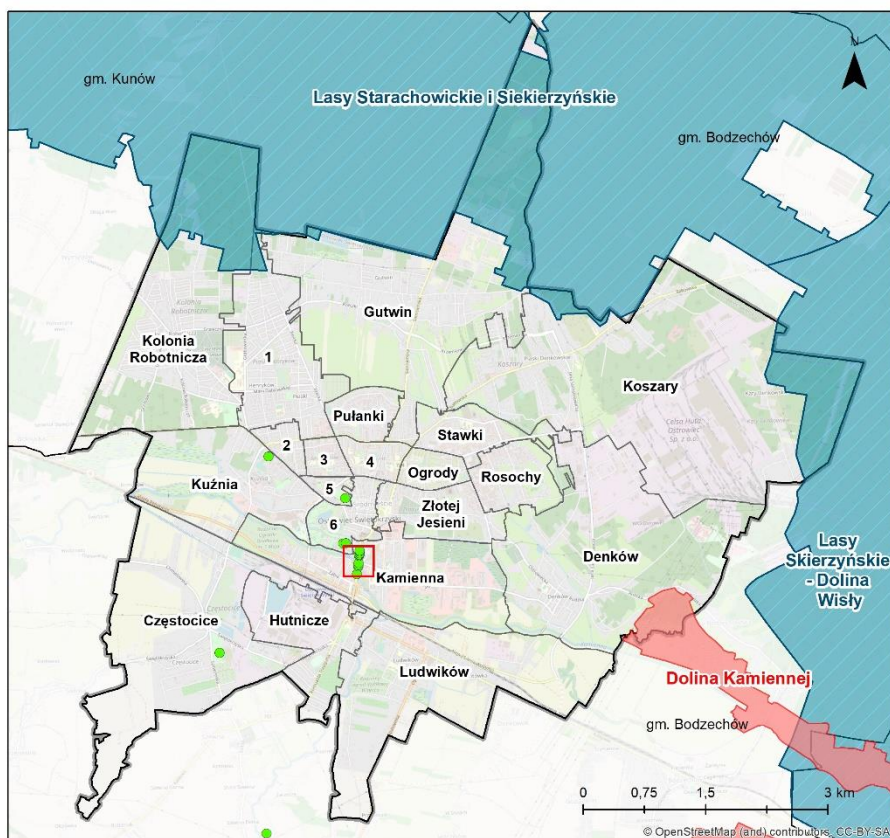 N
gm. Kunów
Lasy Starachowickie i Siekierzyńskie
gm. Bodzechów
Gutwin
Kolonia
Robotnicza
1
Koszary
Pułanki
Stawki
2
3
4
Ogrody
Rosochy
Kuźnia
5
Złotej
Jesieni
6
Denków
Lasy
Skierzyńskie
- Dolina
Wisły
Kamienna
Częstocice
Hutnicze
Ludwików
Dolina Kamiennej
gm. Bodzechów
0 0,75 1,5 3 km
© OpenStreetMap (and) contributors, CC-BY-SA